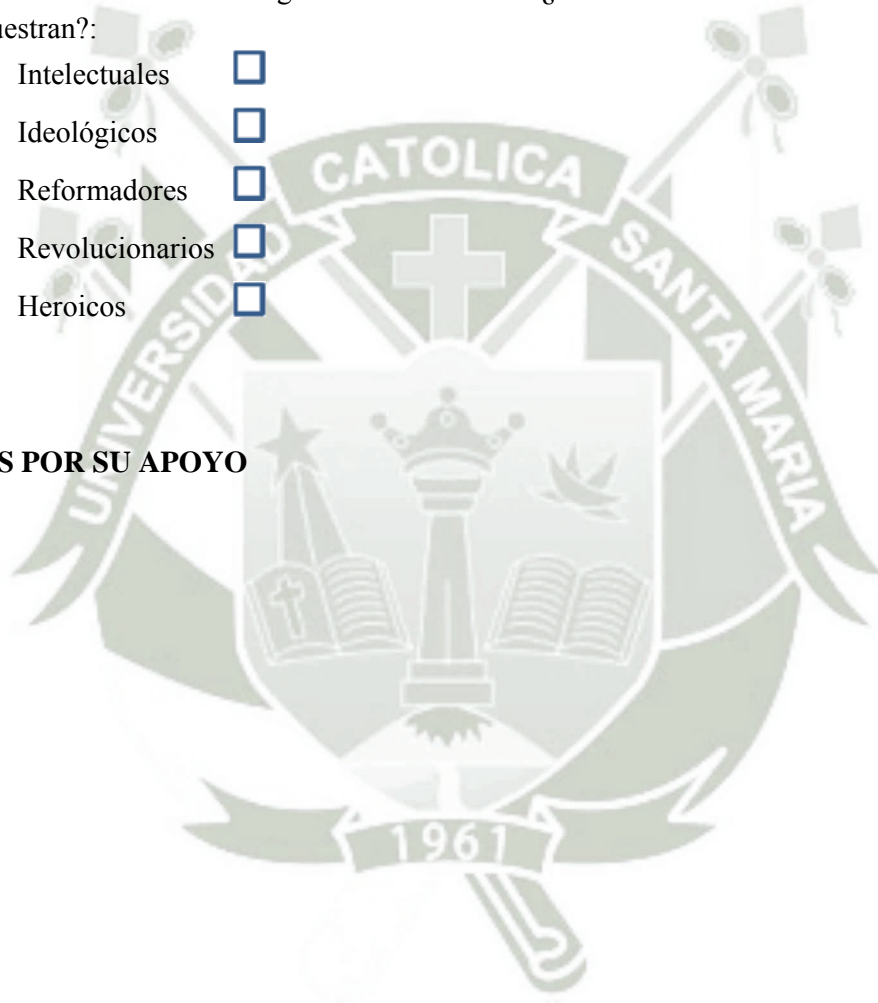 uestran?:
Intelectuales
Ideológicos
Reformadores
Revolucionarios
Heroicos
S POR SU APOYO
UNIVERSIDAD CATOLICA SANTA MARIA
1961